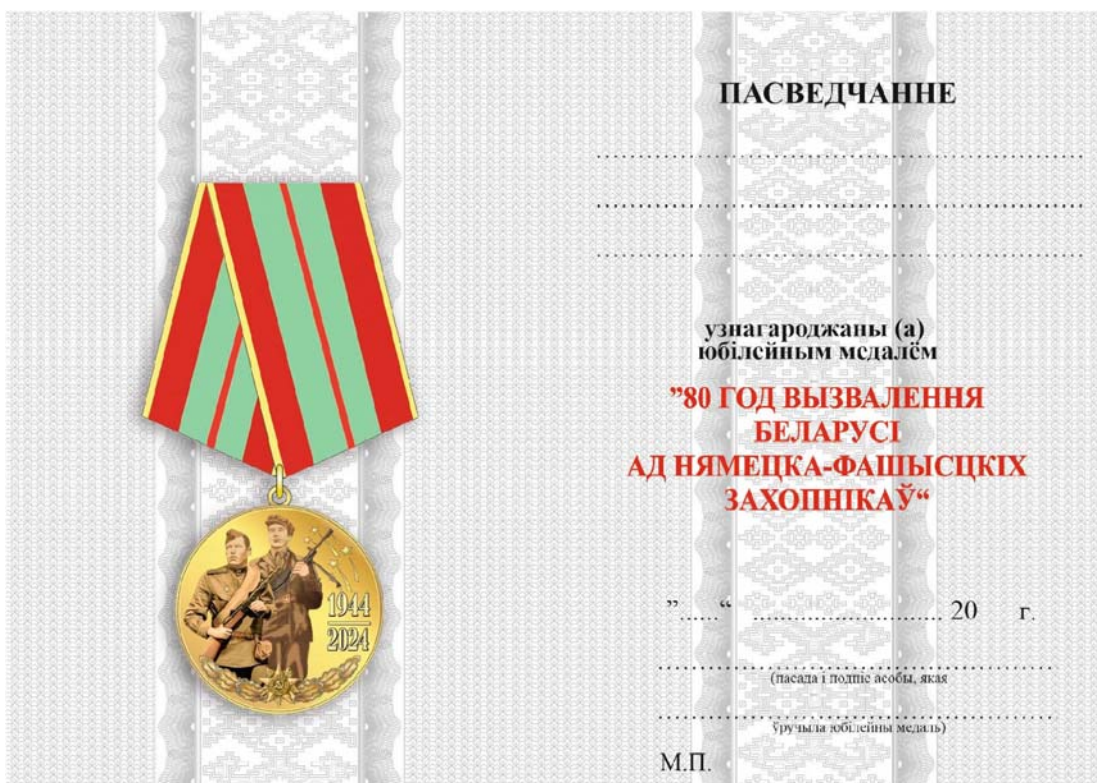 1944
2024
ПАСВЕДЧАННЕ
узнагароджаны (а)
юбілейным медалём
”80 ГОД ВЫЗВАЛЕННЯ
БЕЛАРУСІ
АД НЯМЕЦКА-ФАШЫСЦКІХ
ЗАХОПНІКАЎ“
”......“ ............................ 20 г.
(пасада і подпіс асобы, якая
ўручыла юбілейны медаль)
М.П.